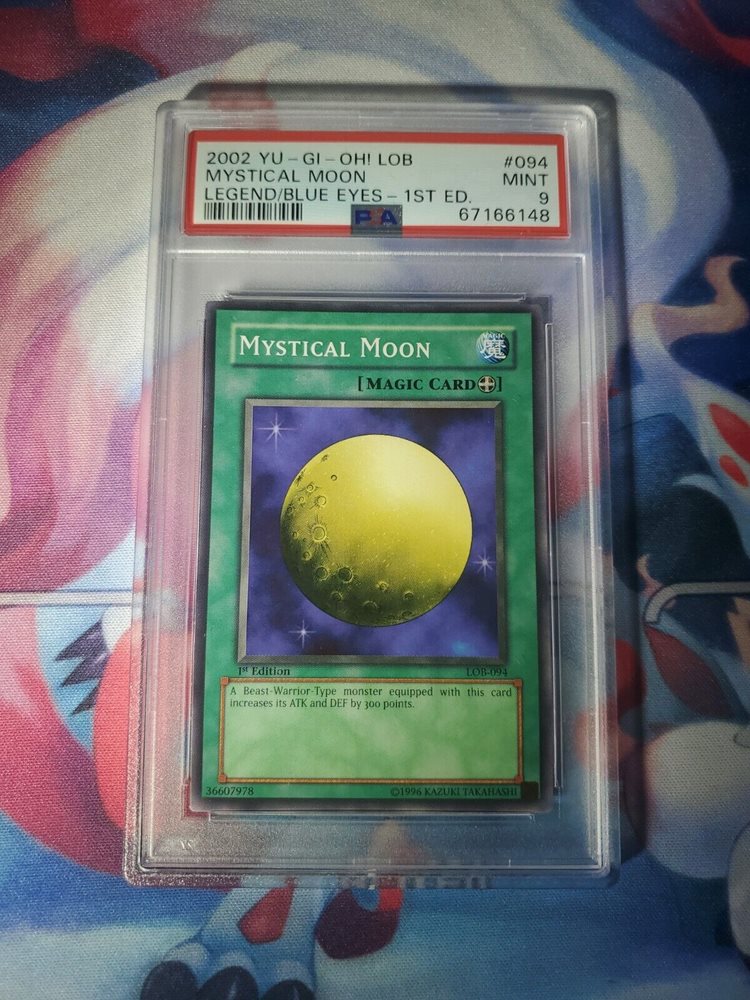 2002 YU-GI-OH! LOB #094
MYSTICAL MOON MINT
LEGEND/BLUE EYES-1ST ED. 9
PSA 67166148
MYSTICAL MOON
MAGIC
魔
[MAGIC CARD]
1st Edition LOB-094
A Beast-Warrior-Type monster equipped with this card
increases its ATK and DEF by 300 points.
36607978 ©1996 KAZUKI TAKAHASHI